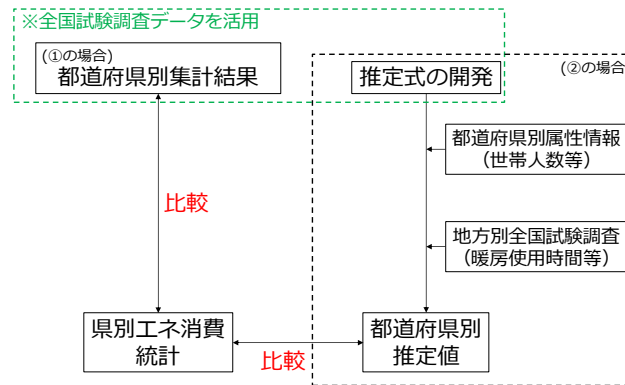 ※全国試験調査データを活用
(①の場合)
都道府県別集計結果
推定式の開発
(②の場合)
都道府県別属性情報
（世帯人数等）
比較
地方別全国試験調査
（暖房使用時間等）
県別エネ消費
統計
比較
都道府県別
推定値